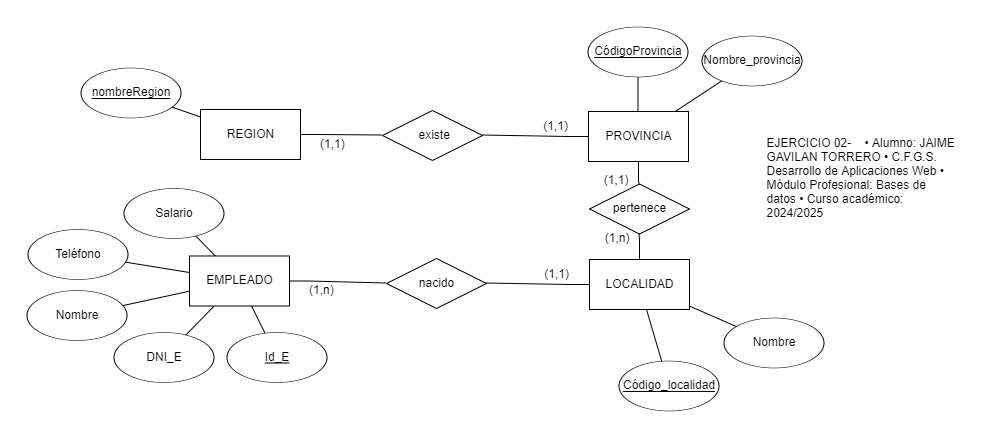 CódigoProvincia
Nombre_provincia
nombreRegion
REGION
(1,1)
existe
(1,1)
PROVINCIA
EJERCICIO 02- • Alumno: JAIME
GAVILAN TORRERO • C.F.G.S.
Desarrollo de Aplicaciones Web •
Módulo Profesional: Bases de
datos • Curso académico:
2024/2025
(1,1)
pertenece
(1,n)
Salario
Teléfono
Nombre
EMPLEADO
(1,n)
nacido
(1,1)
LOCALIDAD
DNI_E
Id_E
Nombre
Código_localidad